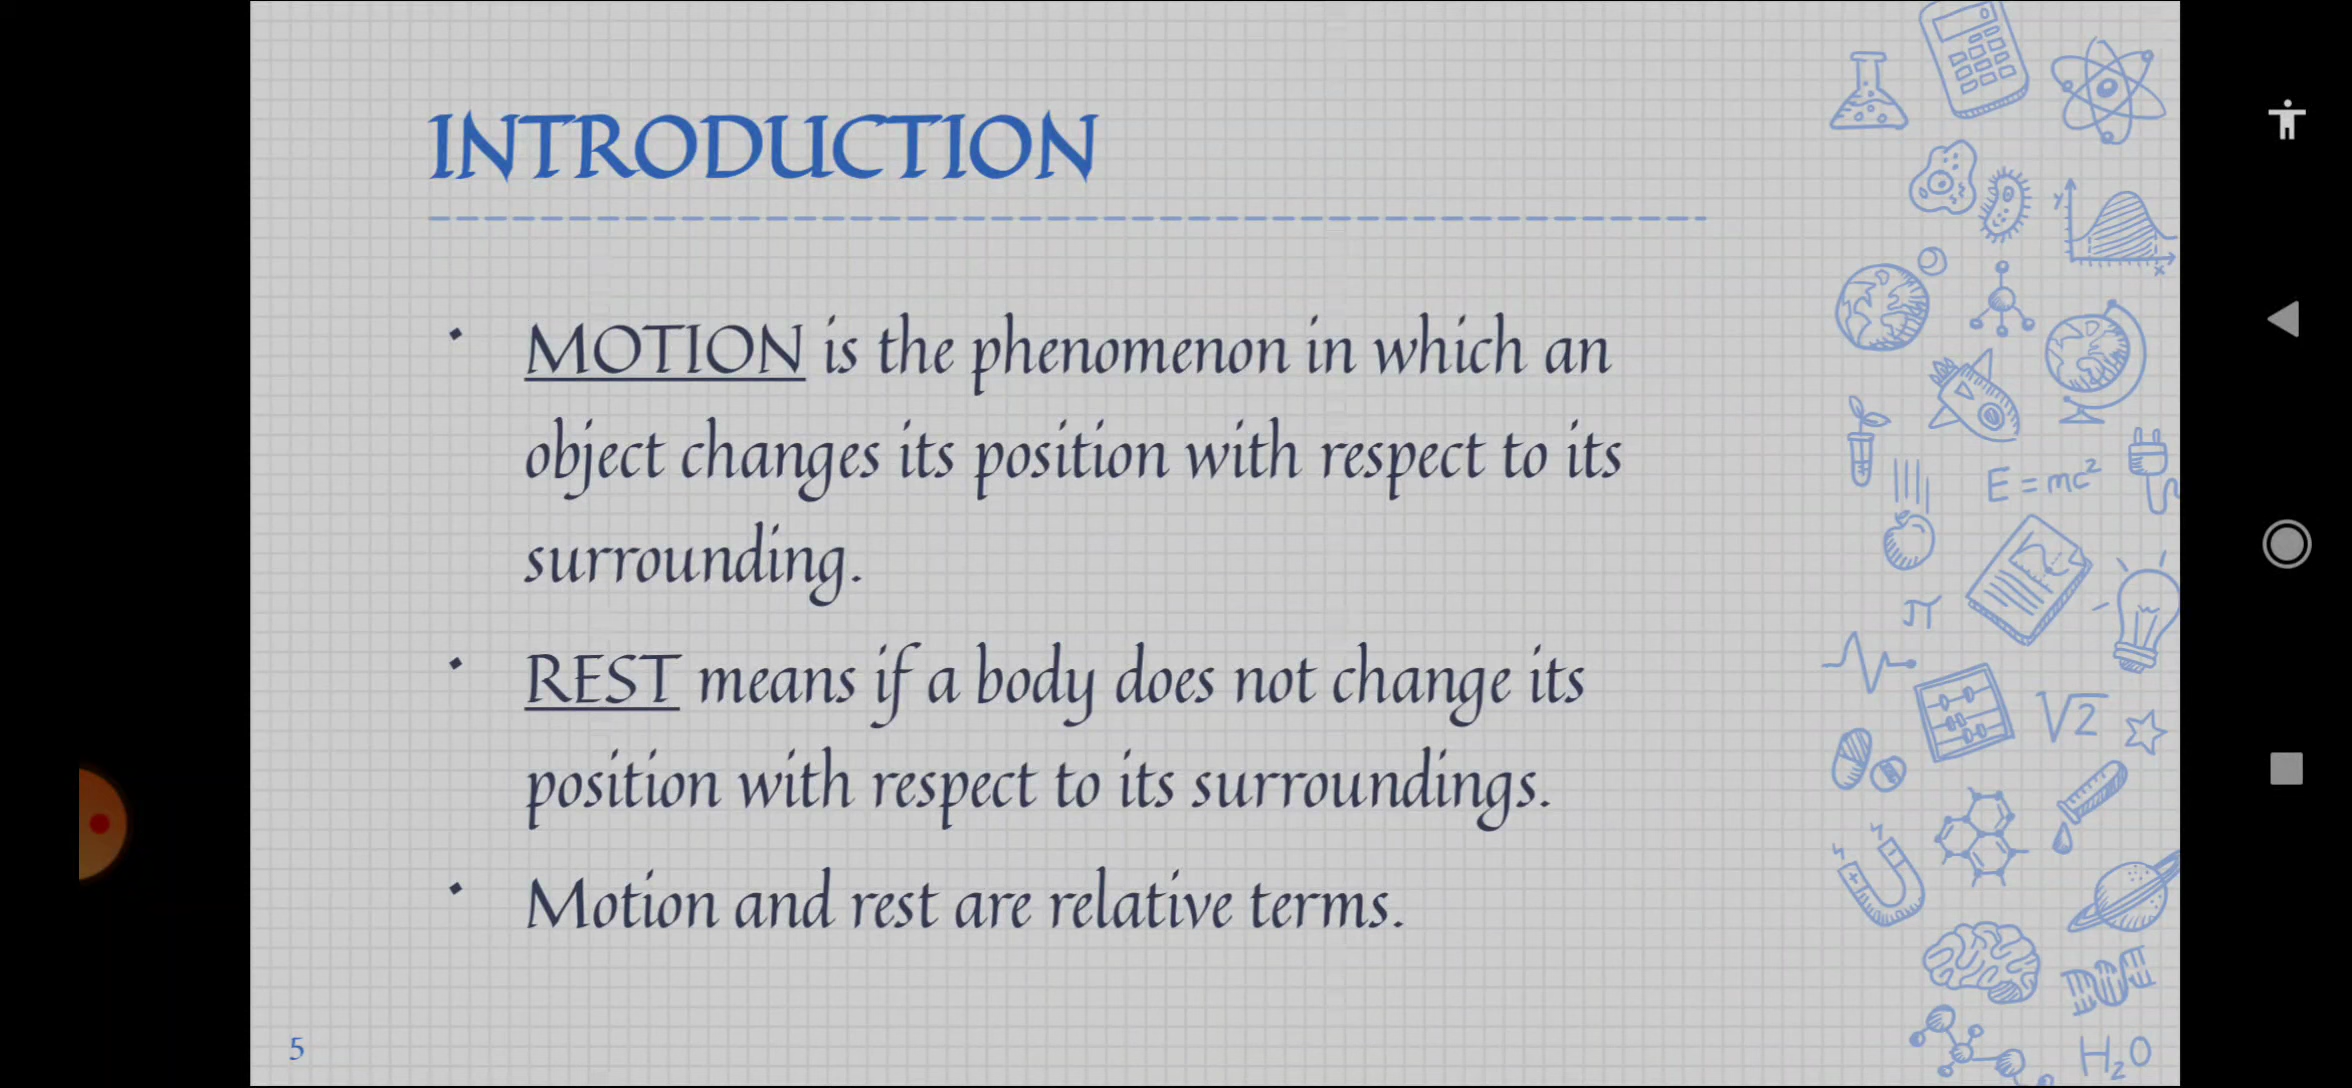 INTRODUCTION
• MOTION is the phenomenon in which an
object changes its position with respect to its
surrounding.
• REST means if a body does not change its
position with respect to its surroundings.
• Motion and rest are relative terms.
5
Y
x
E = mc²
π
√2
H₂O